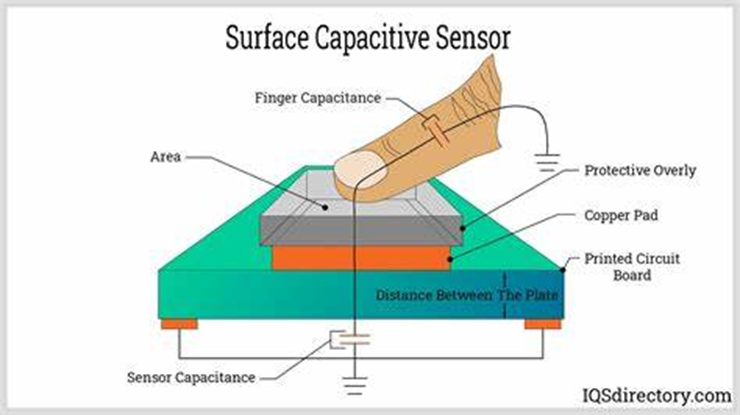 Surface Capacitive Sensor
Finger Capacitance
Area
Protective Overly
Copper Pad
Printed Circuit
Board
Distance Between The Plate
Sensor Capacitance
IQSdirectory.com